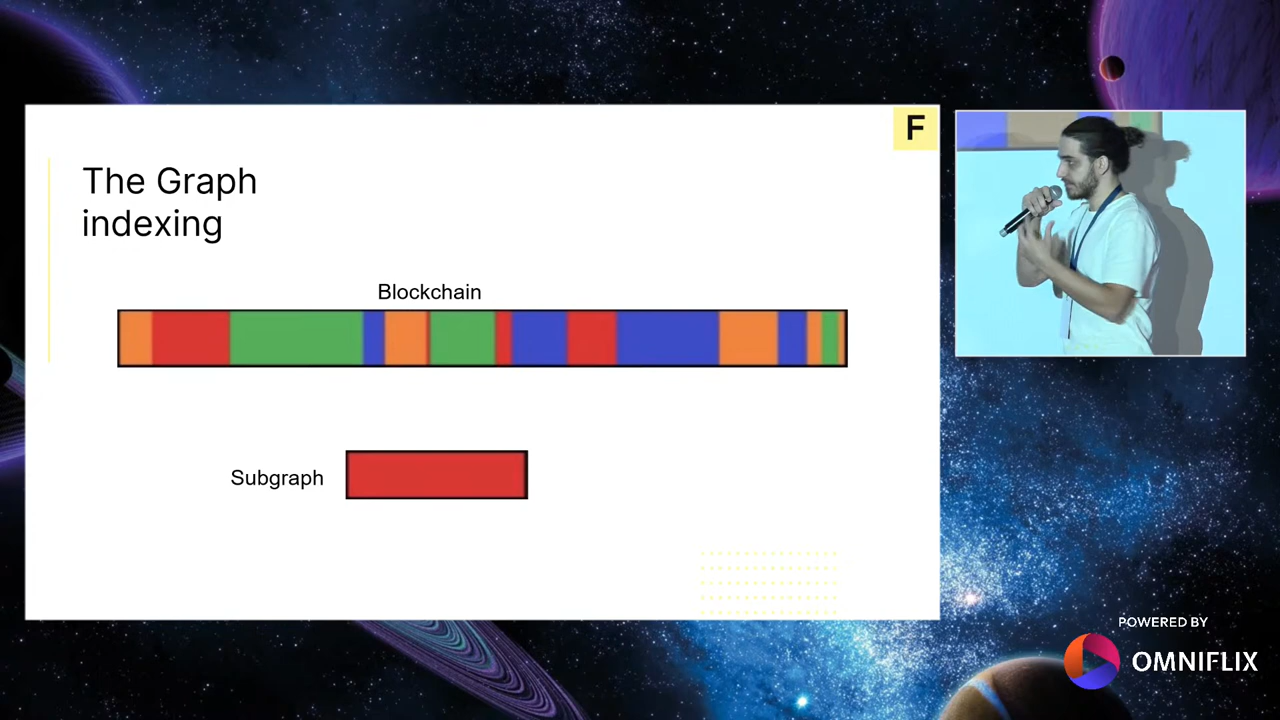 F
The Graph
indexing
Blockchain
Subgraph
POWERED BY
OMNIFLIX